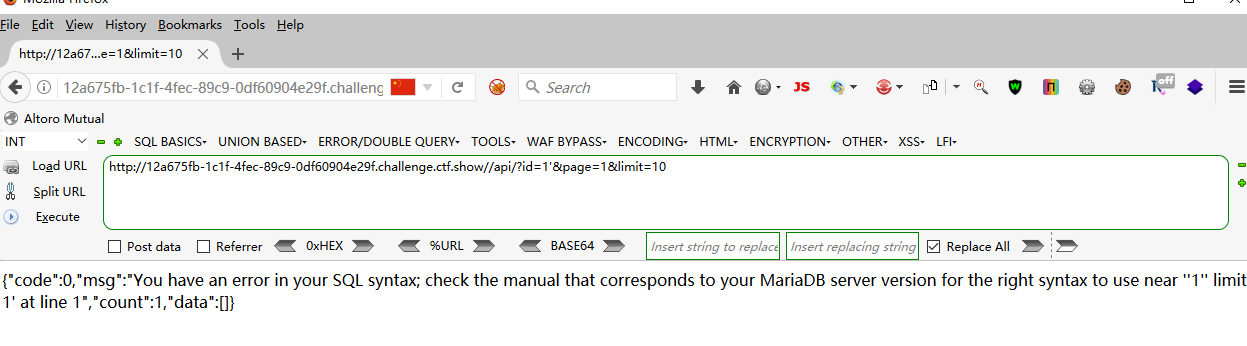 Altoro Mutual - Firefox
File Edit View History Bookmarks Tools Help
http://12a67...e=1&limit=10
12a675fb-1c1f-4fec-89c9-0df60904e29f.challeng
Search
JS
off
Altoro Mutual
INT SQL BASICS UNION BASED ERROR/DOUBLE QUERY TOOLS WAF BYPASS ENCODING HTML ENCRYPTION OTHER XSS LFI
Load URL
http://12a675fb-1c1f-4fec-89c9-0df60904e29f.challenge.ctf.show//api/?id=1'&page=1&limit=10
Split URL
Execute
Post data Referrer 0xHEX %URL BASE64 Insert string to replace Insert replacing string Replace All
{"code":0,"msg":"You have an error in your SQL syntax; check the manual that corresponds to your MariaDB server version for the right syntax to use near ''1'' limit
1' at line 1","count":1,"data":[]}